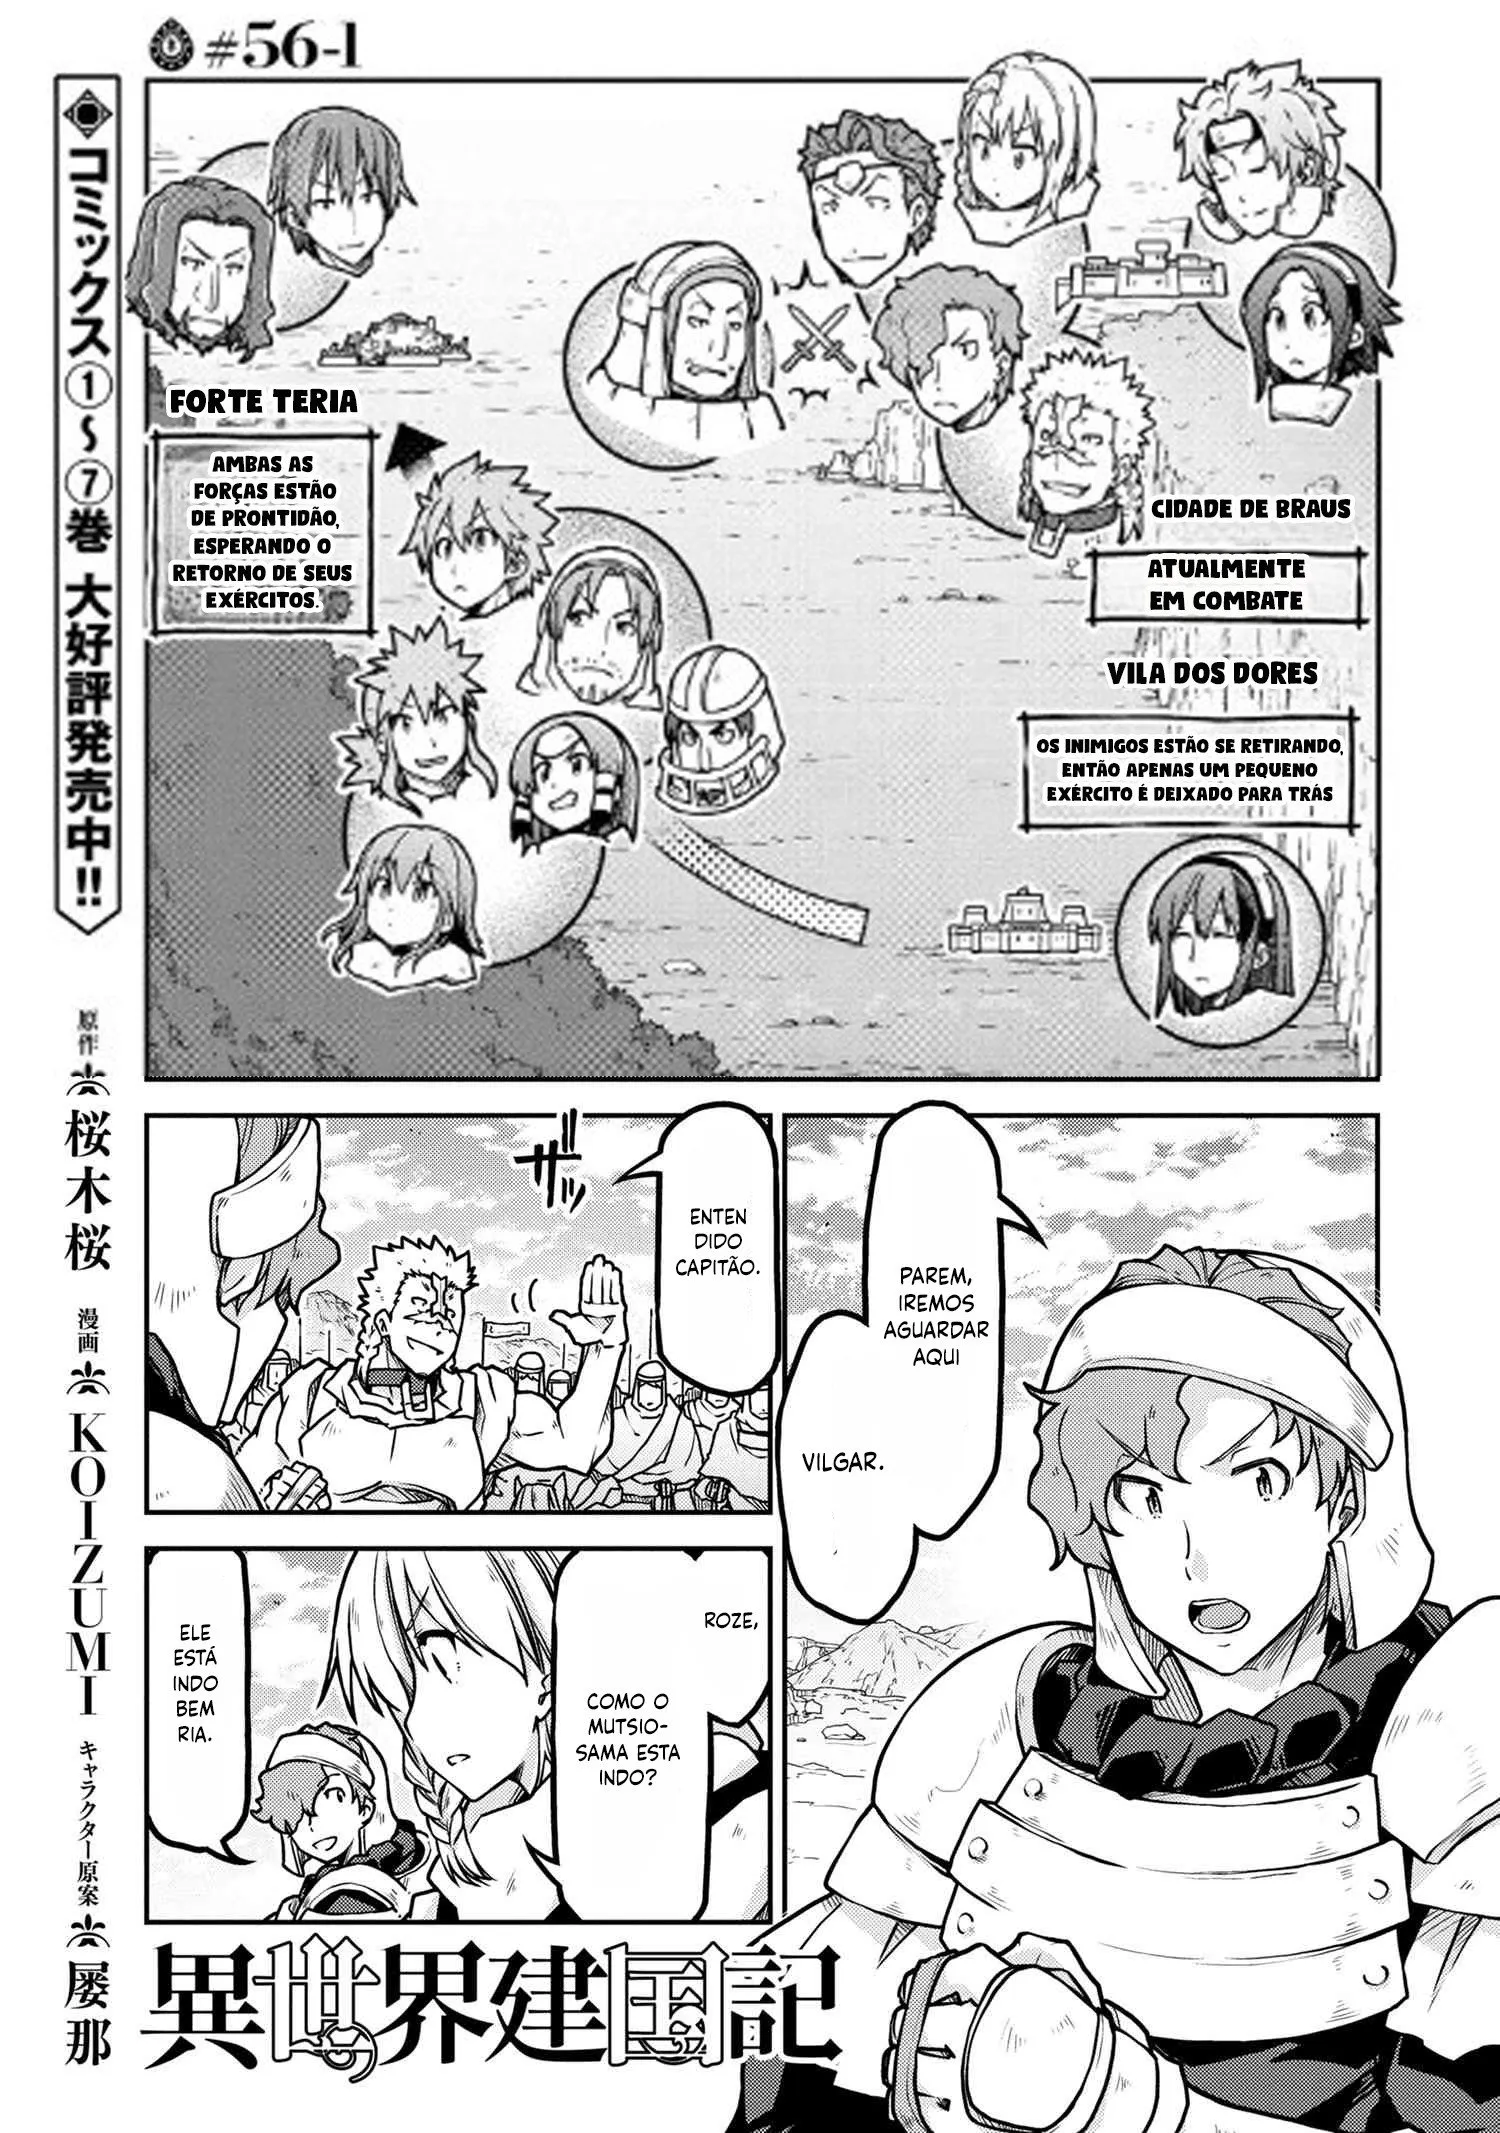 #56-1
コミックス①～⑦巻 大好評発売中!!
FORTE TERIA
AMBAS AS
FORÇAS ESTÃO
DE PRONTIDÃO,
ESPERANDO O
RETORNO DE SEUS
EXÉRCITOS.
CIDADE DE BRAUS
ATUALMENTE
EM COMBATE
VILA DOS DORES
OS INIMIGOS ESTÃO SE RETIRANDO,
ENTÃO APENAS UM PEQUENO
EXÉRCITO É DEIXADO PARA TRÁS
PAREM,
IREMOS
AGUARDAR
AQUI
VILGAR.
ENTEN
DIDO
CAPITÃO.
ザッ
ROZE,
COMO O
MUTSIO-
SAMA ESTA
INDO?
ELE
ESTÁ
INDO
BEM
RIA.
原作 桜木桜 漫画 KOIZUMI キャラクター原案 屡那
異世界建国記